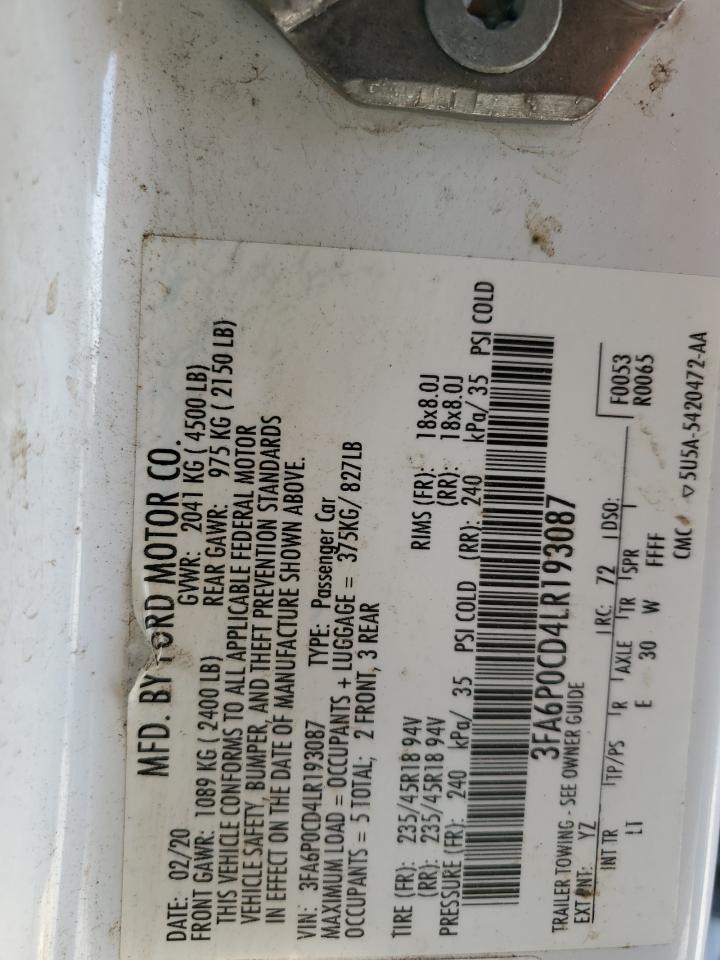 MFD. BY FORD MOTOR CO.
DATE: 02/20 GVWR: 2041 KG ( 4500 LB)
FRONT GAWR: 1089 KG ( 2400 LB) REAR GAWR: 975 KG ( 2150 LB)
THIS VEHICLE CONFORMS TO ALL APPLICABLE FEDERAL MOTOR
VEHICLE SAFETY, BUMPER, AND THEFT PREVENTION STANDARDS
IN EFFECT ON THE DATE OF MANUFACTURE SHOWN ABOVE.
VIN: 3FA6P0CD4LR193087 TYPE: Passenger Car
MAXIMUM LOAD = OCCUPANTS + LUGGAGE = 375KG/ 827LB
OCCUPANTS = 5 TOTAL; 2 FRONT, 3 REAR
TIRE (FR): 235/45R18 94V RIMS (FR): 18x8.0J
(RR): 235/45R18 94V (RR): 18x8.0J
PRESSURE (FR): 240 kPa/ 35 PSI COLD (RR): 240 kPa/ 35 PSI COLD
3FA6P0CD4LR193087
TRAILER TOWING - SEE OWNER GUIDE
EXT PNT: YZ RC: 72 DSO: F0053
R0065
INT TR TP/PS R AXLE TR SPR
LI E 30 W FFFF
CMC ▽ 5U5A-5420472-AA